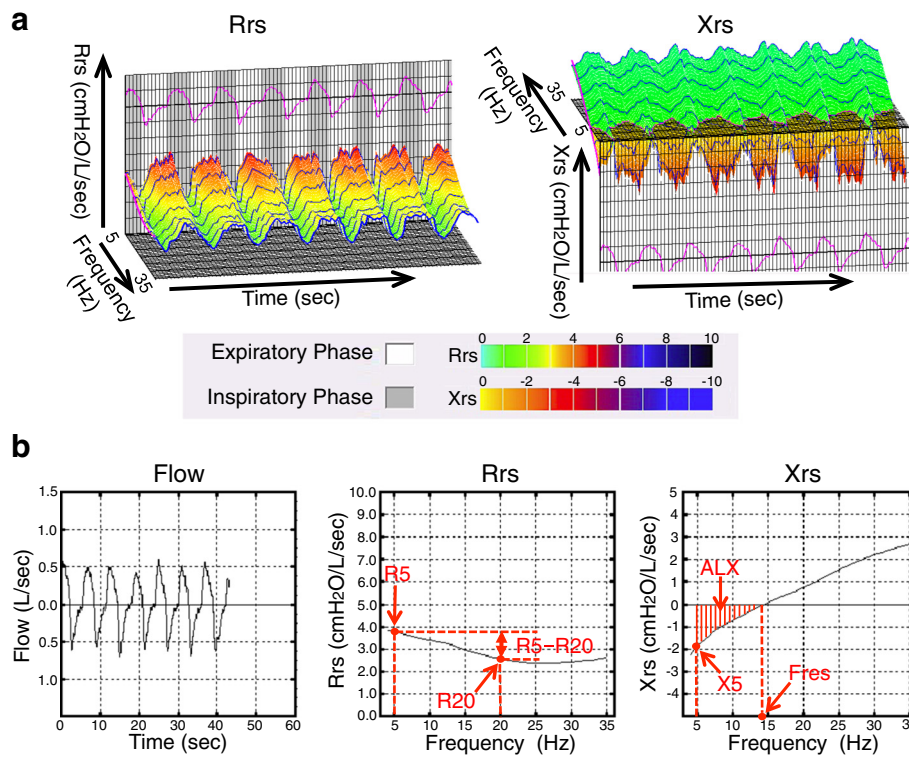 a
Rrs
Xrs
Rrs (cmH2O/L/sec)
5
Frequency (Hz)
35
Time (sec)
Frequency (Hz)
35
5
Xrs (cmH2O/L/sec)
Time (sec)
Expiratory Phase
Inspiratory Phase
Rrs
0 2 4 6 8 10
Xrs
0 -2 -4 -6 -8 -10
b
Flow
Rrs
Xrs
Flow (L/sec)
1.5
1.0
0.5
0.0
0.5
1.0
0 10 20 30 40 50 60
Time (sec)
Rrs (cmH2O/L/sec)
10.0
9.0
8.0
7.0
6.0
5.0
4.0
3.0
2.0
1.0
0.0
R5
R5−R20
R20
5 10 15 20 25 30 35
Frequency (Hz)
Xrs (cmH2O/L/sec)
5
4
3
2
1
0
-1
-2
-4
ALX
X5
Fres
5 10 15 20 25 30 35
Frequency (Hz)